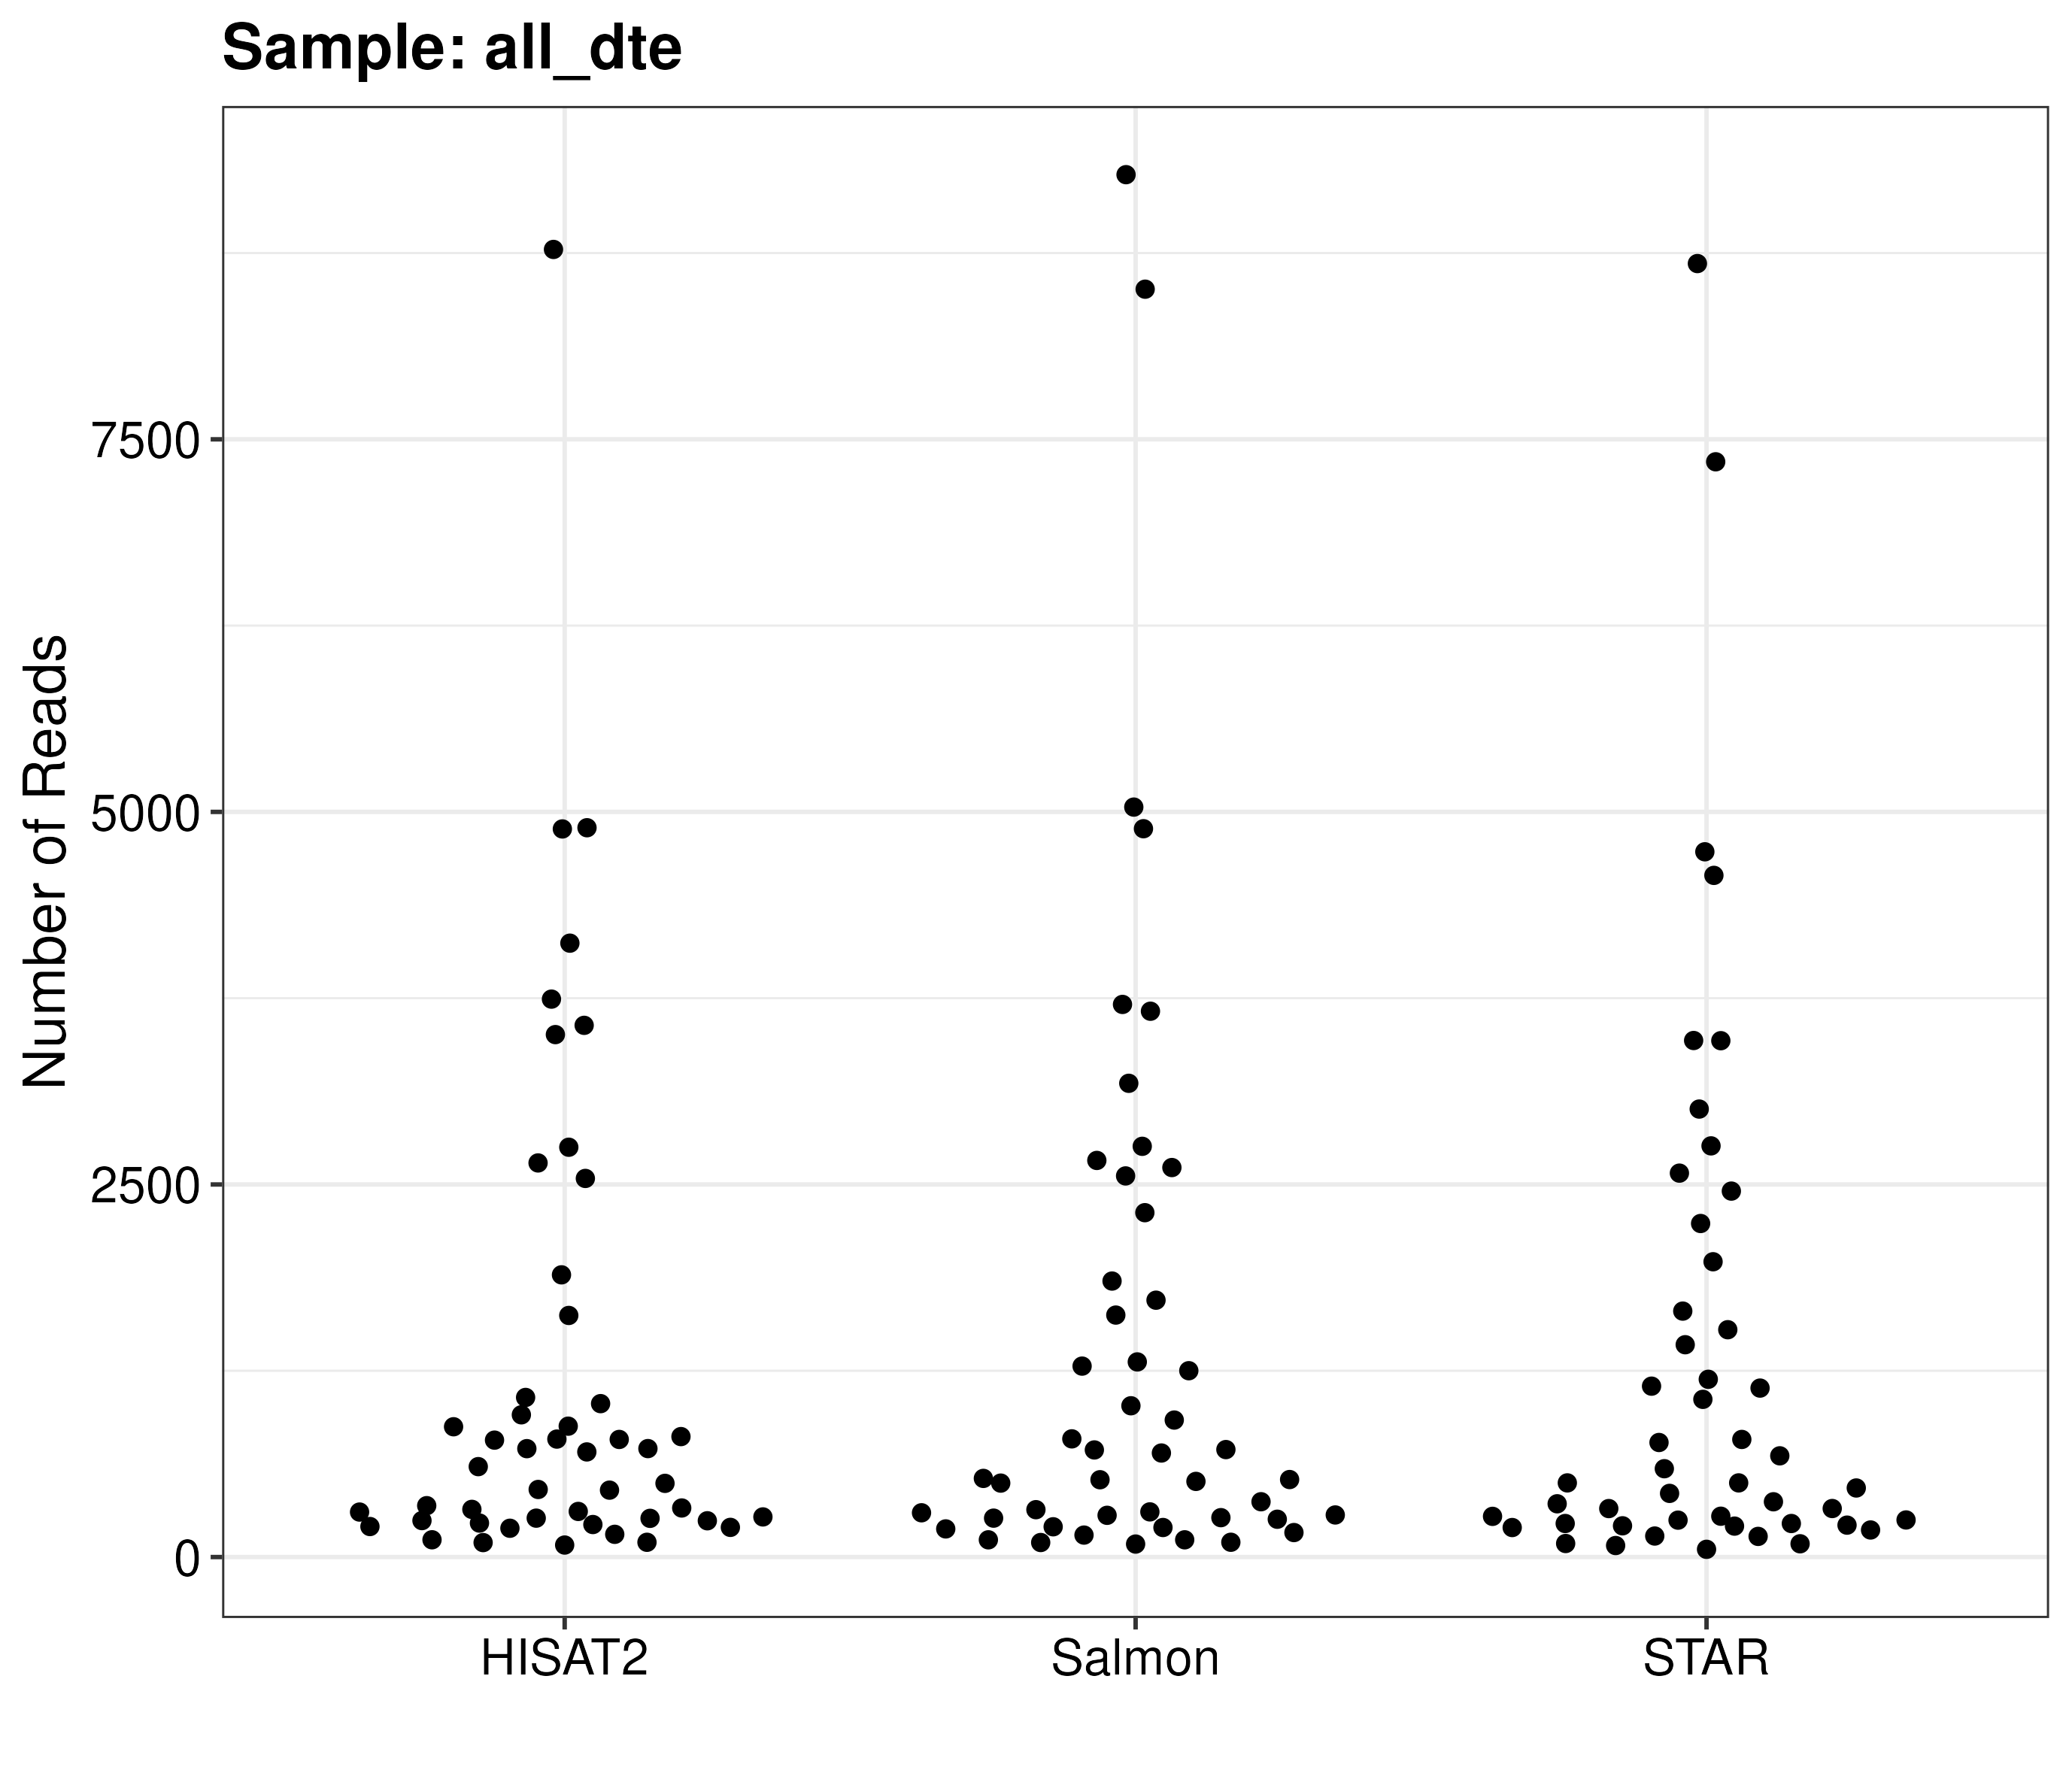 Sample: all_dte
Number of Reads
7500
5000
2500
0
HISAT2
Salmon
STAR